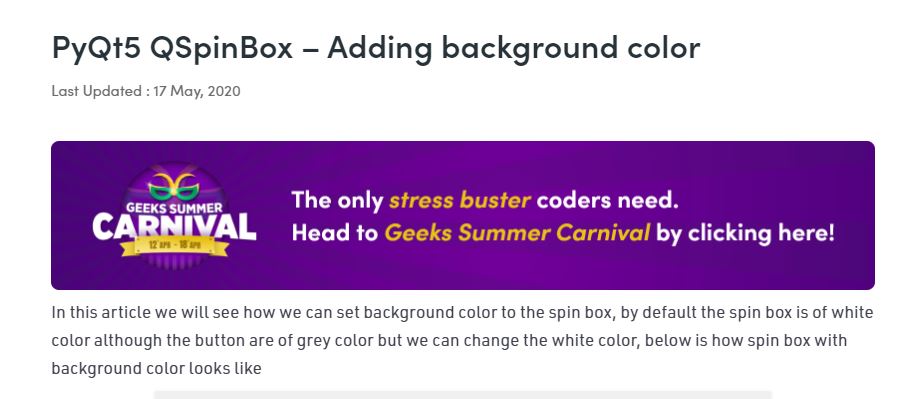 PyQt5 QSpinBox – Adding background color
Last Updated : 17 May, 2020
GEEKS SUMMER
CARNIVAL
12 APR - 18 APR
The only stress buster coders need.
Head to Geeks Summer Carnival by clicking here!
In this article we will see how we can set background color to the spin box, by default the spin box is of white
color although the button are of grey color but we can change the white color, below is how spin box with
background color looks like